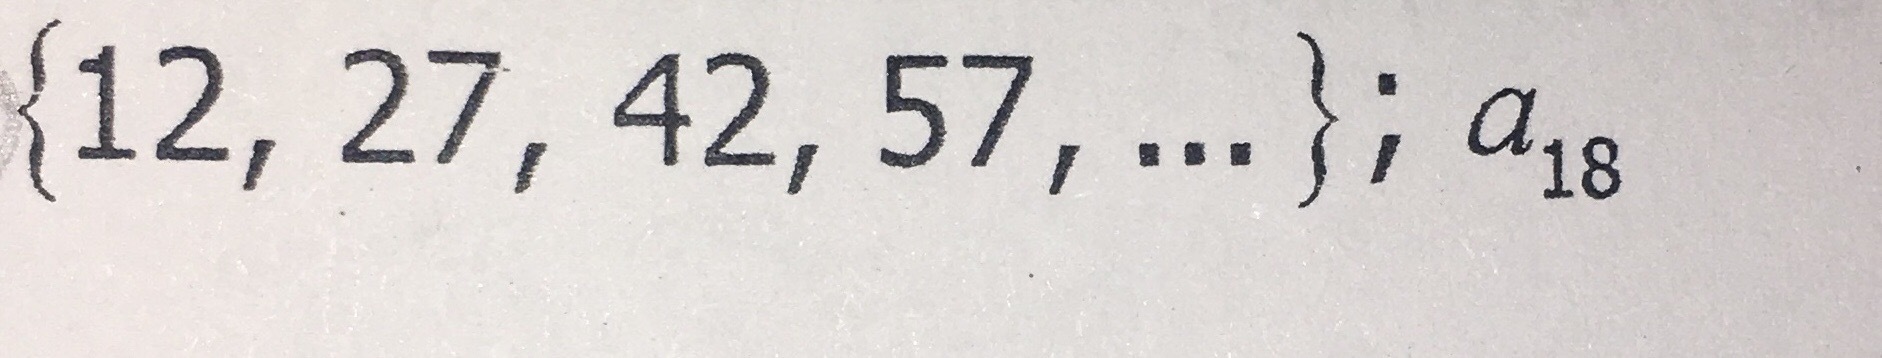 {12, 27, 42, 57, ... }; a₁₈